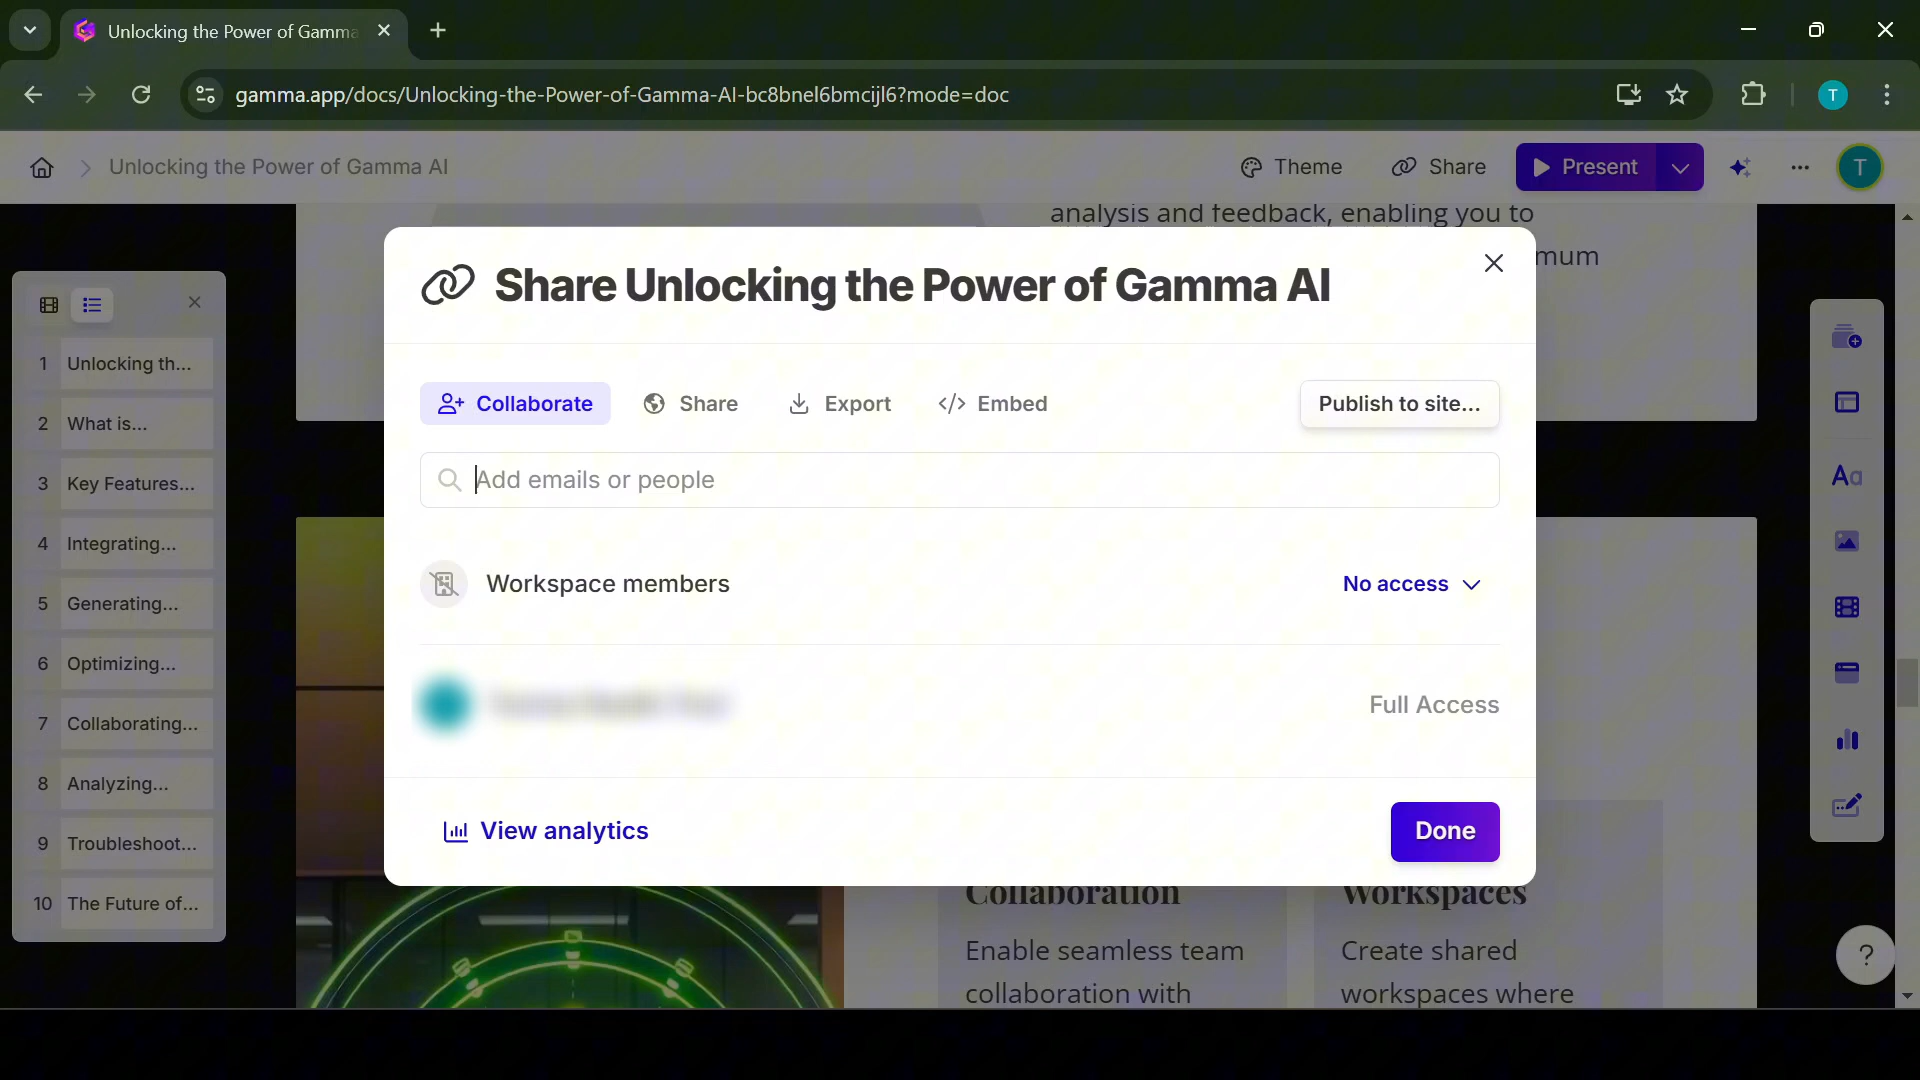 Unlocking the Power of Gamma
gamma.app/docs/Unlocking-the-Power-of-Gamma-AI-bc8bnel6bmcijl6?mode=doc
T
Unlocking the Power of Gamma AI
Theme
Share
Present
T
analysis and feedback, enabling you to
mum
1 Unlocking th...
2 What is...
3 Key Features...
4 Integrating...
5 Generating...
6 Optimizing...
7 Collaborating...
8 Analyzing...
9 Troubleshoot...
10 The Future of...
Share Unlocking the Power of Gamma AI
Collaborate
Share
Export
</> Embed
Publish to site...
Add emails or people
Workspace members
No access
Full Access
View analytics
Done
Aa
Collaboration
Enable seamless team
collaboration with
Workspaces
Create shared
workspaces where
?